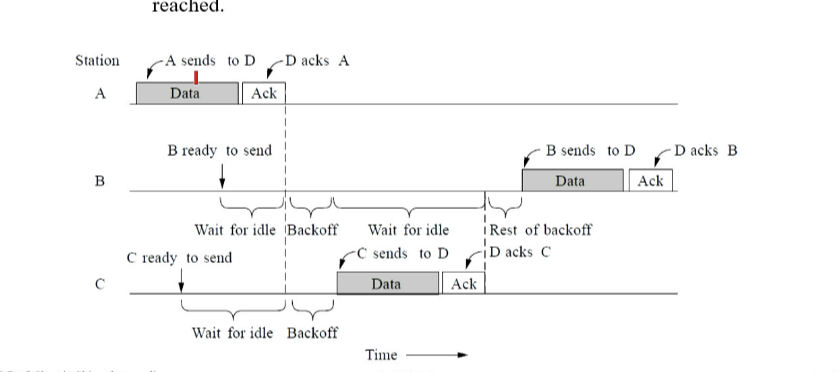 reached.
Station
A sends to D
D acks A
A
Data
Ack
B ready to send
B sends to D
D acks B
B
Data
Ack
Wait for idle
Backoff
Wait for idle
Rest of backoff
C ready to send
C sends to D
D acks C
C
Data
Ack
Wait for idle
Backoff
Time